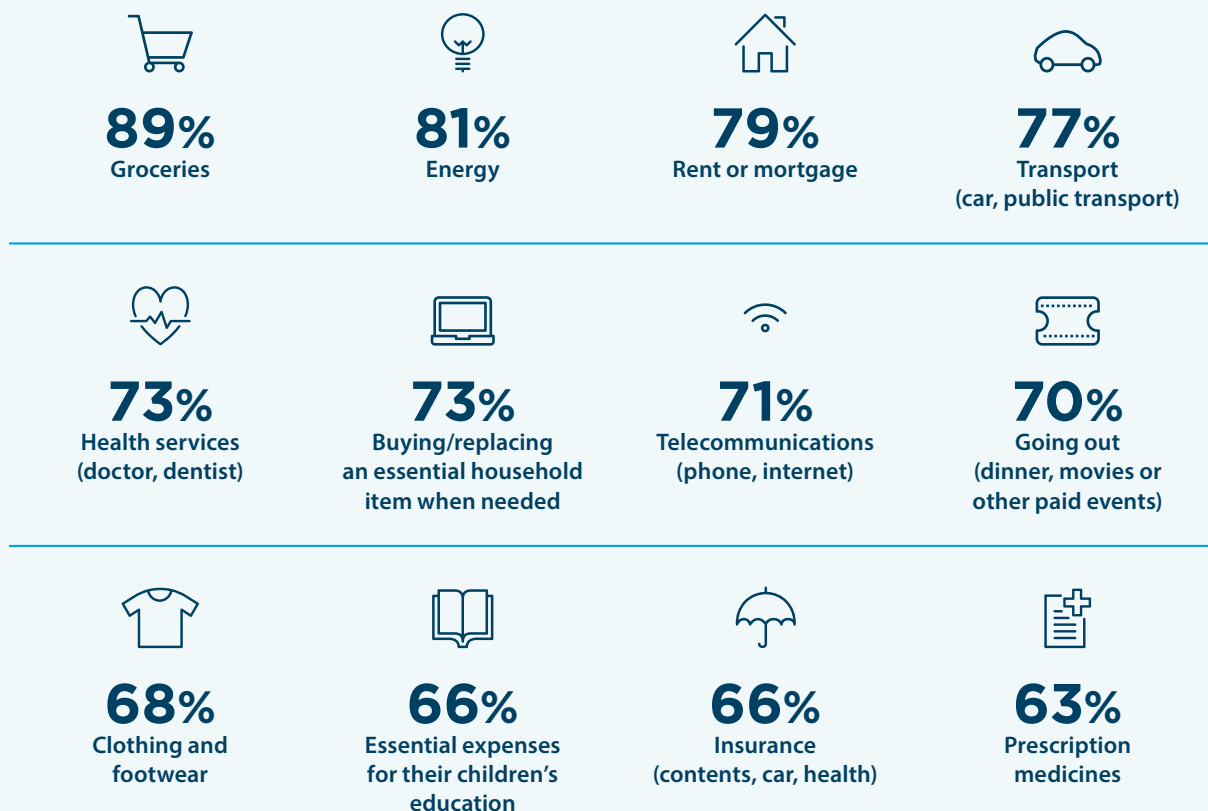 89%
Groceries
81%
Energy
79%
Rent or mortgage
77%
Transport
(car, public transport)
73%
Health services
(doctor, dentist)
73%
Buying/replacing
an essential household
item when needed
71%
Telecommunications
(phone, internet)
70%
Going out
(dinner, movies or
other paid events)
68%
Clothing and
footwear
66%
Essential expenses
for their children’s
education
66%
Insurance
(contents, car, health)
63%
Prescription
medicines